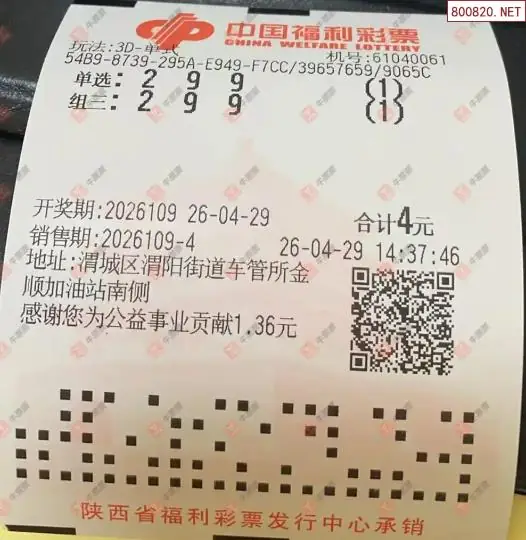 800820.NET
中国福利彩票
CHINA WELFARE LOTTERY
玩法:3D-单式
机号:61040061
54B9-8739-295A-E949-F7CC/39657659/9065C
单选: 2 9 9 (1)
组三: 2 9 9 (1)
开奖期:2026109 26-04-29 合计4元
销售期:2026109-4 26-04-29 14:37:46
地址:渭城区渭阳街道车管所金
顺加油站南侧
感谢您为公益事业贡献1.36元
陕西省福利彩票发行中心承销
牛彩票